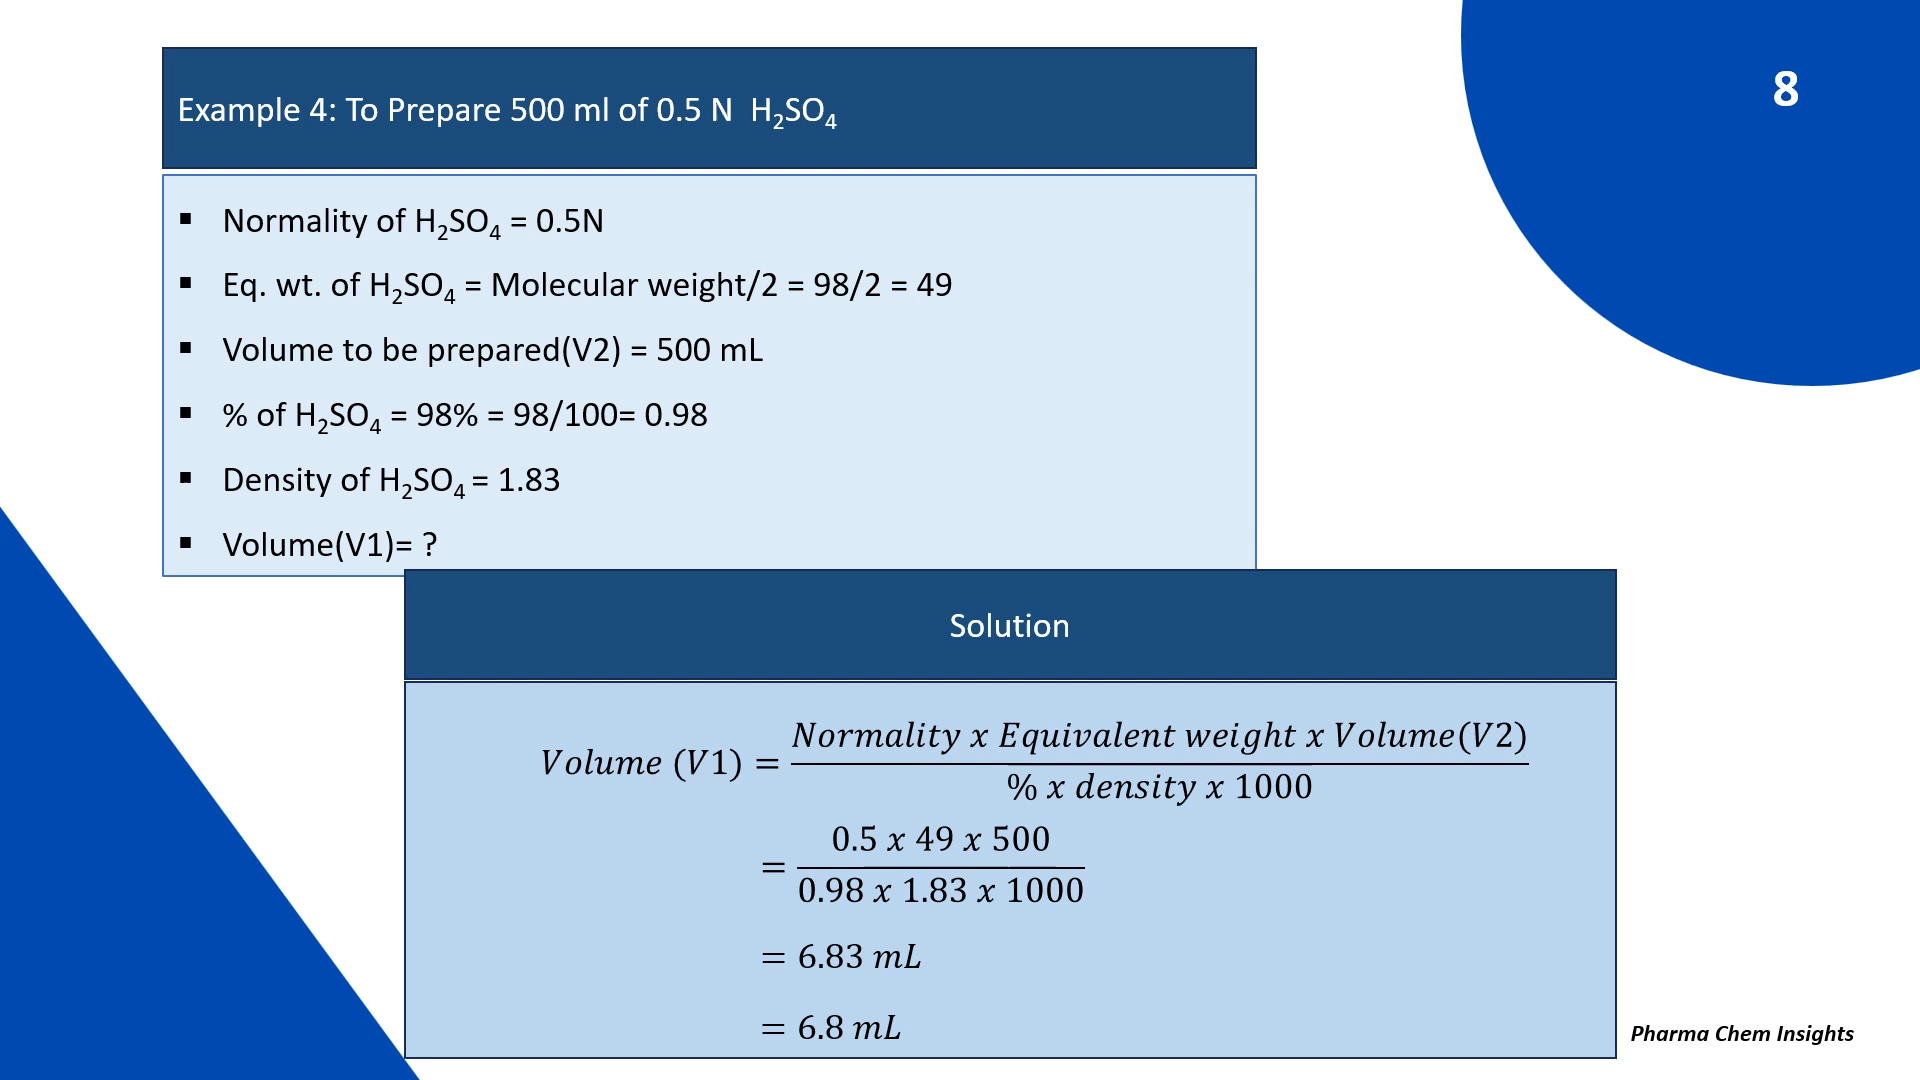 8
Example 4: To Prepare 500 ml of 0.5 N  H₂SO₄
▪ Normality of H₂SO₄ = 0.5N
▪ Eq. wt. of H₂SO₄ = Molecular weight/2 = 98/2 = 49
▪ Volume to be prepared(V2) = 500 mL
▪ % of H₂SO₄ = 98% = 98/100= 0.98
▪ Density of H₂SO₄ = 1.83
▪ Volume(V1)= ?
Solution
Normality x Equivalent weight x Volume(V2)
Volume (V1) =
% x density x 1000
0.5 x 49 x 500
=
0.98 x 1.83 x 1000
= 6.83 mL
= 6.8 mL
Pharma Chem Insights